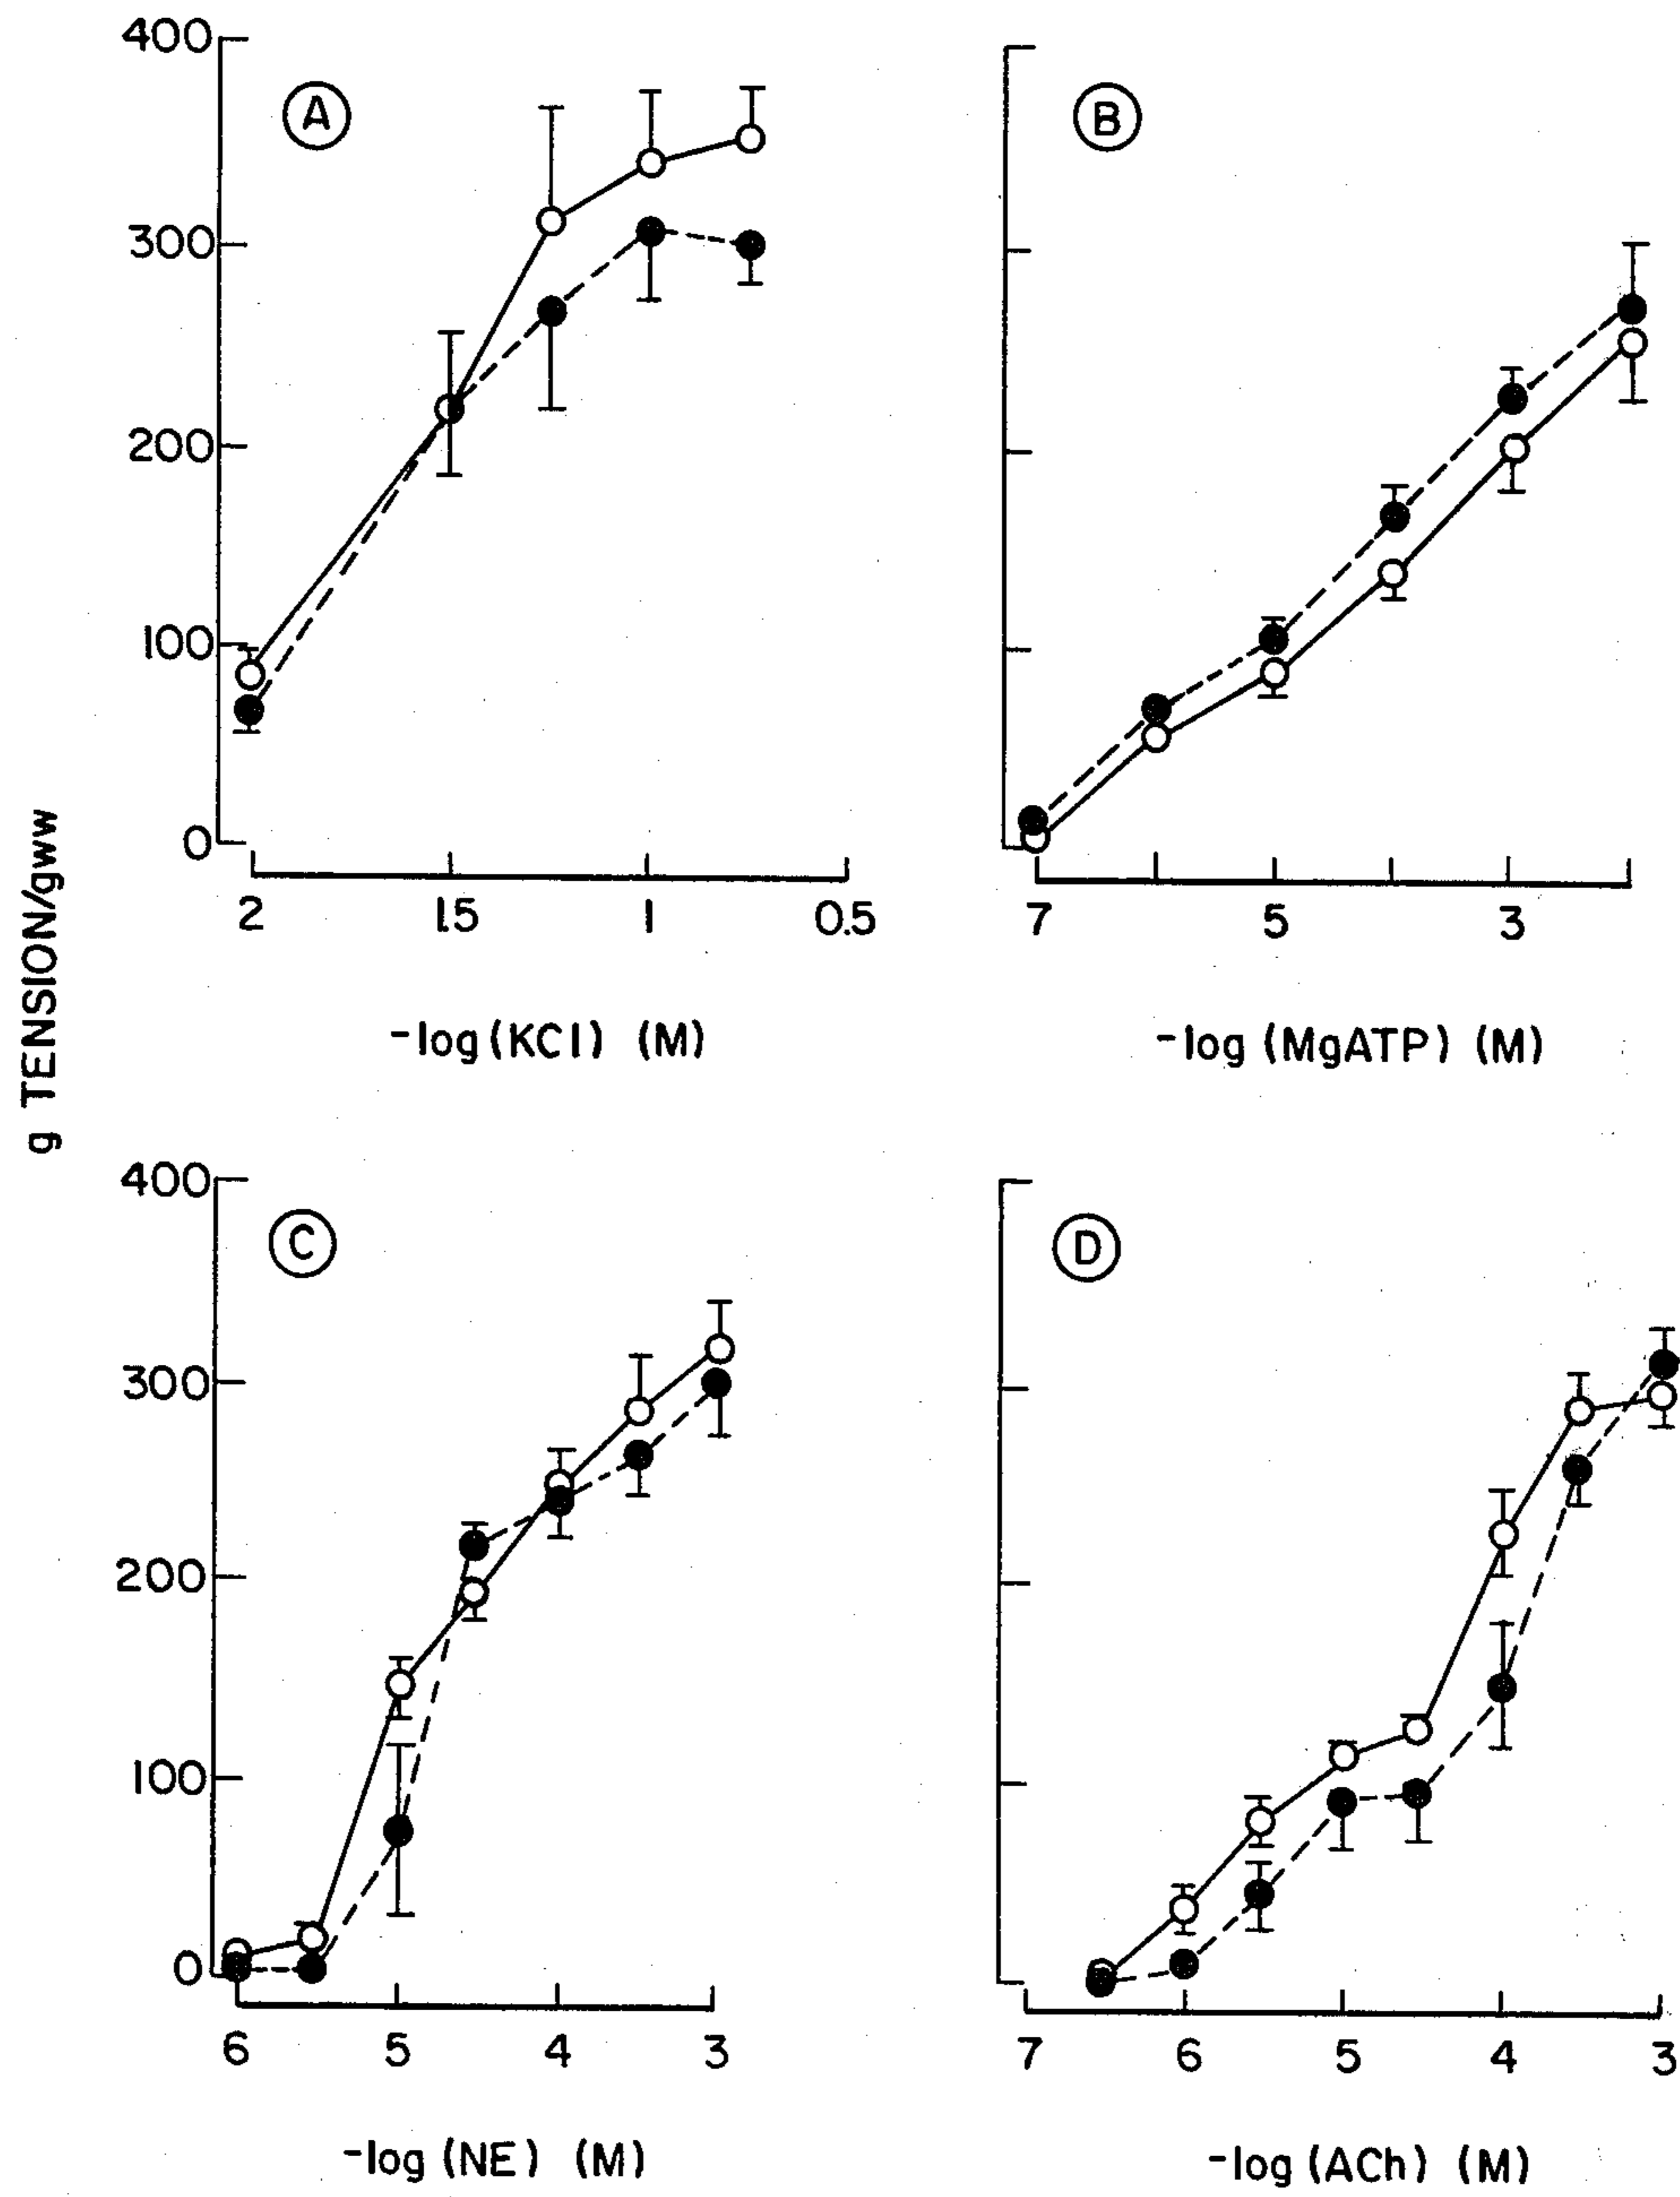 g TENSION/gww
400
300
200
100
0
A
2 1.5 1 0.5
-log (KCl) (M)
B
7 5 3
-log (MgATP) (M)
400
300
200
100
0
C
6 5 4 3
-log (NE) (M)
D
7 6 5 4 3
-log (ACh) (M)